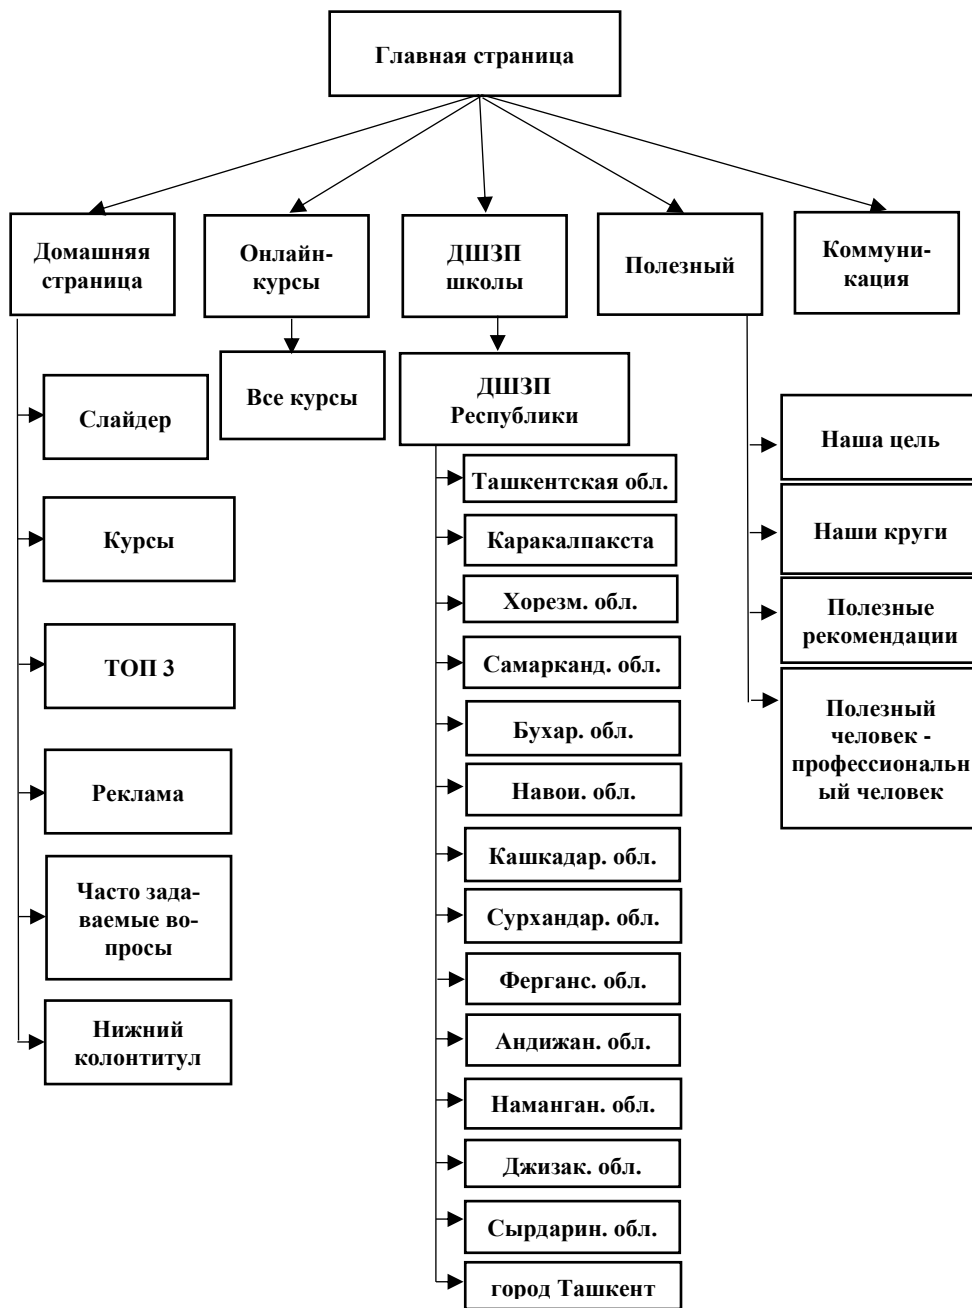 Главная страница
Домашняя
страница
Онлайн-
курсы
ДШЗП
школы
Полезный
Коммуни-
кация
Слайдер
Курсы
ТОП 3
Реклама
Часто зада-
ваемые во-
просы
Нижний
колонтитул
Все курсы
ДШЗП
Республики
Ташкентская обл.
Каракалпакста
Хорезм. обл.
Самарканд. обл.
Бухар. обл.
Навои. обл.
Кашкадар. обл.
Сурхандар. обл.
Ферганс. обл.
Андижан. обл.
Наманган. обл.
Джизак. обл.
Сырдарин. обл.
город Ташкент
Наша цель
Наши круги
Полезные
рекомендации
Полезный
человек -
профессиональн
ый человек